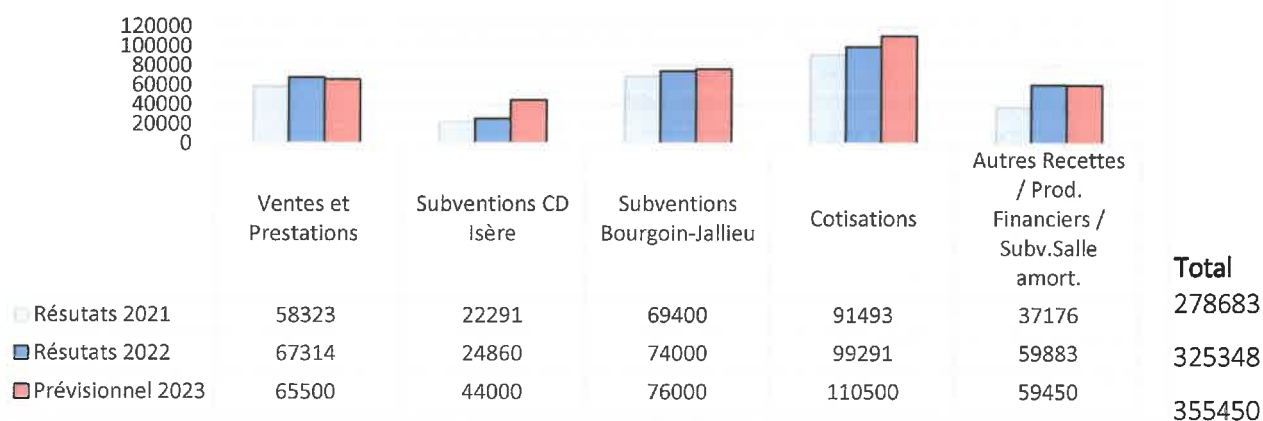 120000
100000
80000
60000
40000
20000
0
Ventes et
Prestations
Subventions CD
Isère
Subventions
Bourgoin-Jallieu
Cotisations
Autres Recettes
/ Prod.
Financiers /
Subv.Salle
amort.
Total
Résutats 2021 58323 22291 69400 91493 37176 278683
Résutats 2022 67314 24860 74000 99291 59883 325348
Prévisionnel 2023 65500 44000 76000 110500 59450 355450